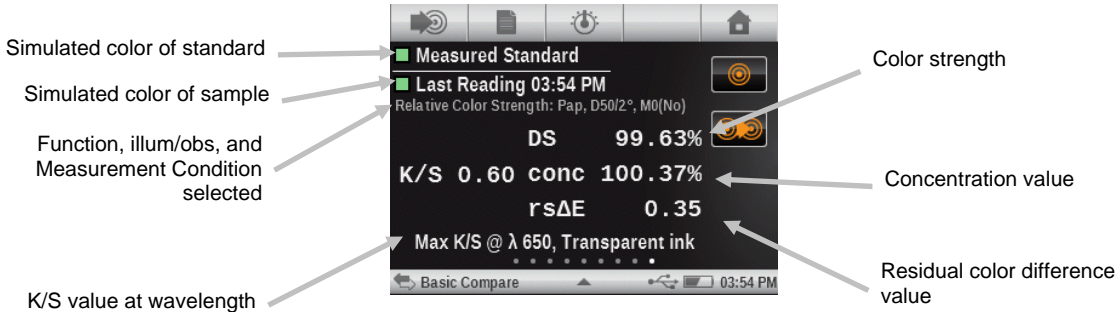 Simulated color of standard
Simulated color of sample
Function, illum/obs, and
Measurement Condition
selected
K/S value at wavelength
Measured Standard
Last Reading 03:54 PM
Relative Color Strength: Pap, D50/2°, M0(No)
DS 99.63%
K/S 0.60 conc 100.37%
rsΔE 0.35
Max K/S @ λ 650, Transparent ink
Basic Compare 03:54 PM
Color strength
Concentration value
Residual color difference
value